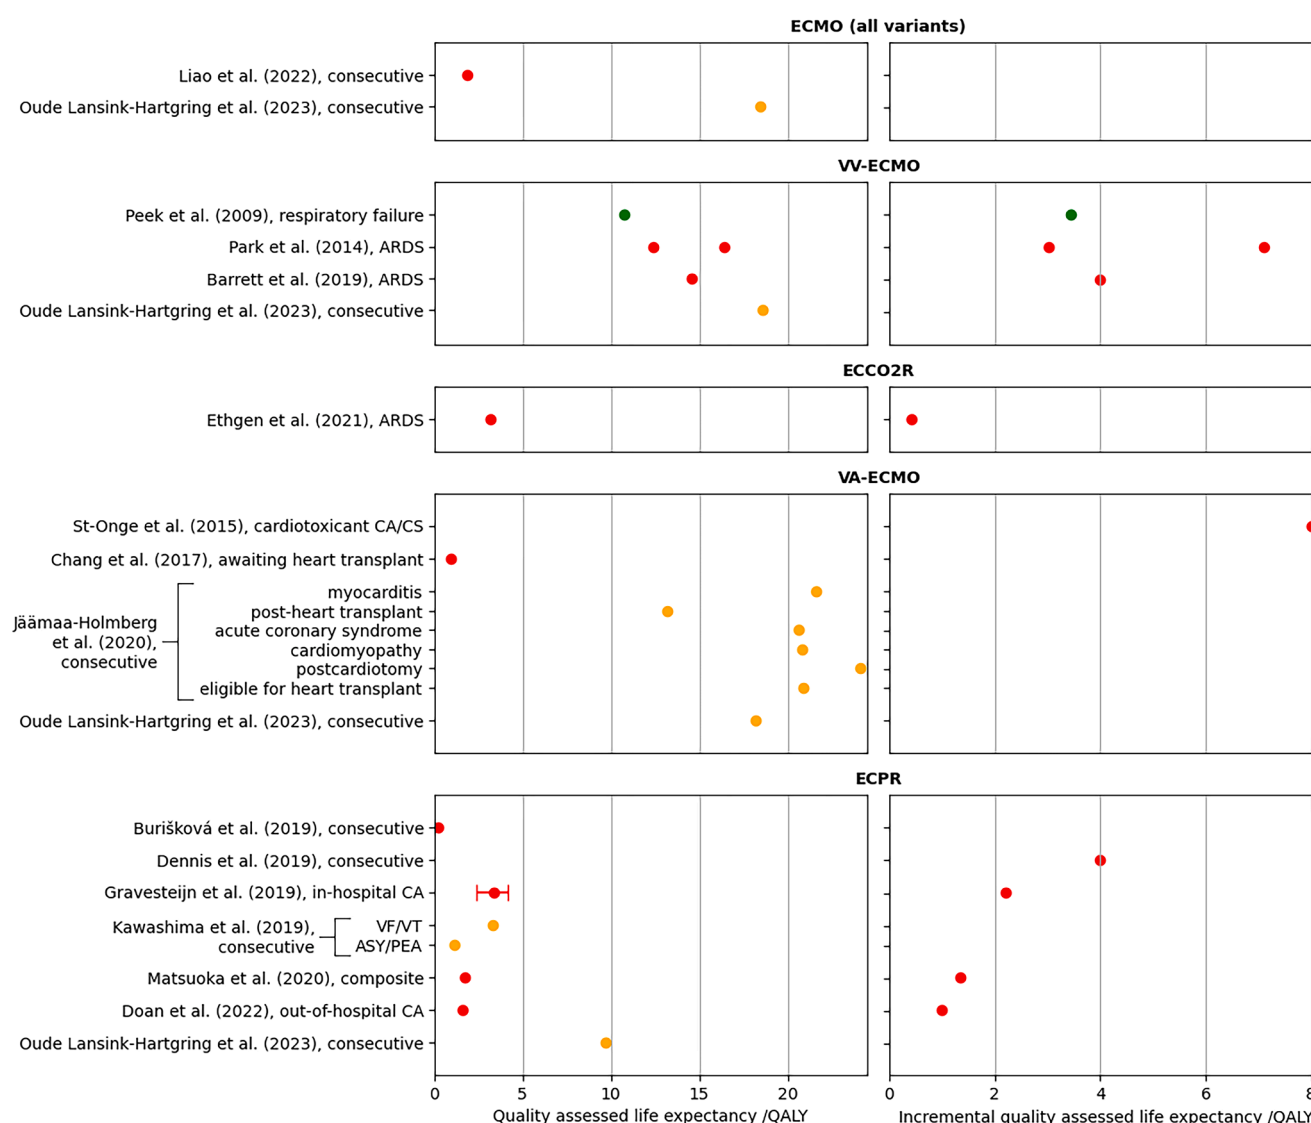 ECMO (all variants)
Liao et al. (2022), consecutive
Oude Lansink-Hartgring et al. (2023), consecutive
VV-ECMO
Peek et al. (2009), respiratory failure
Park et al. (2014), ARDS
Barrett et al. (2019), ARDS
Oude Lansink-Hartgring et al. (2023), consecutive
ECCO2R
Ethgen et al. (2021), ARDS
VA-ECMO
St-Onge et al. (2015), cardiotoxicant CA/CS
Chang et al. (2017), awaiting heart transplant
Jäämaa-Holmberg
et al. (2020),
consecutive
myocarditis
post-heart transplant
acute coronary syndrome
cardiomyopathy
postcardiotomy
eligible for heart transplant
Oude Lansink-Hartgring et al. (2023), consecutive
ECPR
Burišková et al. (2019), consecutive
Dennis et al. (2019), consecutive
Gravesteijn et al. (2019), in-hospital CA
Kawashima et al. (2019),
consecutive
VF/VT
ASY/PEA
Matsuoka et al. (2020), composite
Doan et al. (2022), out-of-hospital CA
Oude Lansink-Hartgring et al. (2023), consecutive
0 5 10 15 20
Quality assessed life expectancy /QALY
0 2 4 6 8
Incremental quality assessed life expectancy /QALY